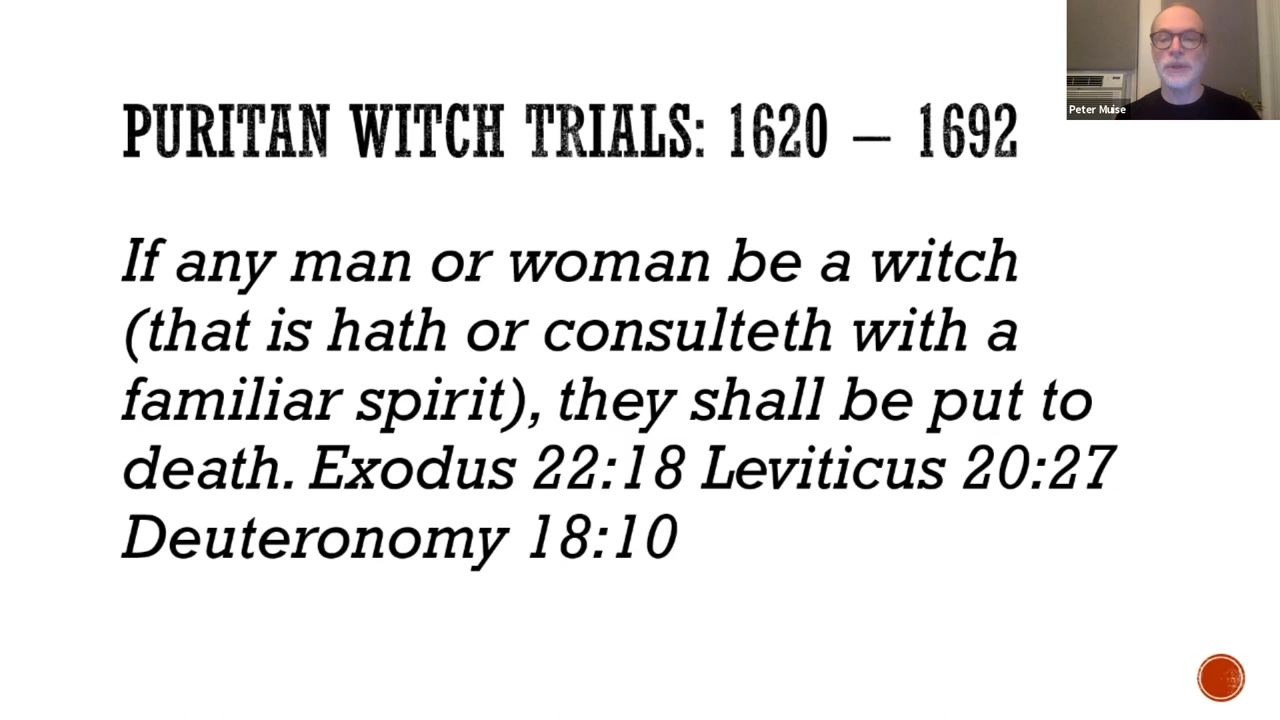 PURITAN WITCH TRIALS: 1620 – 1692
Peter Muise
If any man or woman be a witch
(that is hath or consulteth with a
familiar spirit), they shall be put to
death. Exodus 22:18 Leviticus 20:27
Deuteronomy 18:10